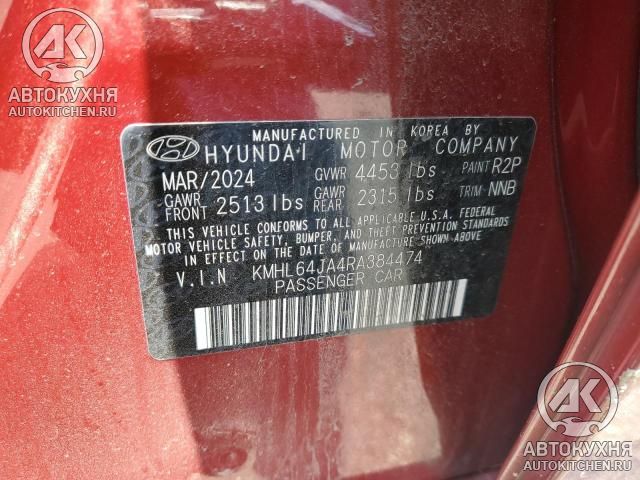 AK
АВТОКУХНЯ
AUTOKITCHEN.RU
MANUFACTURED IN KOREA BY
HYUNDAI MOTOR COMPANY
MAR/2024 GVWR 4453 lbs PAINT R2P
GAWR FRONT 2513 lbs GAWR REAR 2315 lbs TRIM NNB
THIS VEHICLE CONFORMS TO ALL APPLICABLE U.S.A. FEDERAL
MOTOR VEHICLE SAFETY, BUMPER, AND THEFT PREVENTION STANDARDS
IN EFFECT ON THE DATE OF MANUFACTURE SHOWN ABOVE.
V.I.N KMHL64JA4RA384474
PASSENGER CAR
AK
АВТОКУХНЯ
AUTOKITCHEN.RU